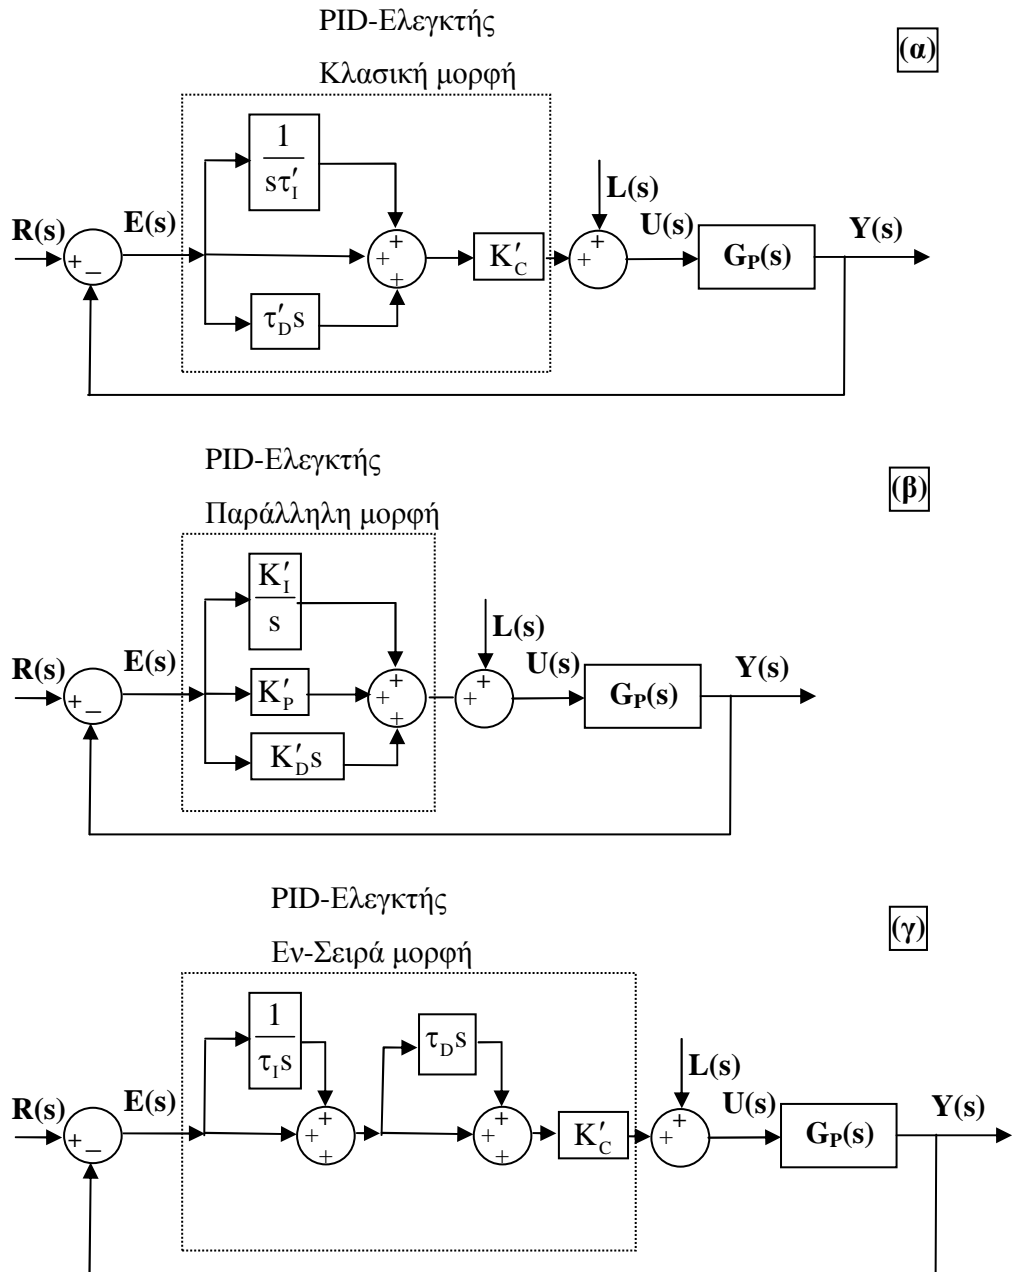 PID-Ελεγκτής
Κλασική μορφή
(α)
1
sτ′I
L(s)
R(s)
E(s)
U(s)
Y(s)
+
−
+
+
+
K′C
+
+
GP(s)
τ′Ds
PID-Ελεγκτής
Παράλληλη μορφή
(β)
K′I
s
L(s)
R(s)
E(s)
U(s)
Y(s)
+
−
K′P
+
+
+
+
+
GP(s)
K′Ds
PID-Ελεγκτής
Εν-Σειρά μορφή
(γ)
1
τIs
τDs
L(s)
R(s)
E(s)
U(s)
Y(s)
+
−
+
+
+
+
K′C
+
+
GP(s)
+